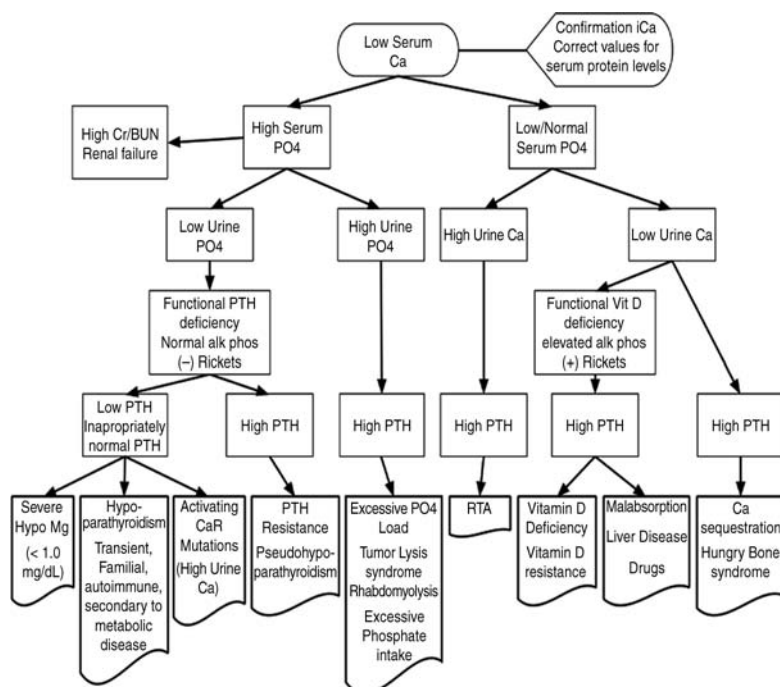 Low Serum
Ca
Confirmation iCa
Correct values for
serum protein levels
High Cr/BUN
Renal failure
High Serum
PO4
Low/Normal
Serum PO4
Low Urine
PO4
High Urine
PO4
High Urine Ca
Low Urine Ca
Functional PTH
deficiency
Normal alk phos
(–) Rickets
Functional Vit D
deficiency
elevated alk phos
(+) Rickets
Low PTH
Inapropriately
normal PTH
High PTH
High PTH
High PTH
High PTH
High PTH
Severe
Hypo Mg
(< 1.0
mg/dL)
Hypo-
parathyroidism
Transient,
Familial,
autoimmune,
secondary to
metabolic
disease
Activating
CaR
Mutations
(High Urine
Ca)
PTH
Resistance
Pseudohypo-
parathyroidism
Excessive PO4
Load
Tumor Lysis
syndrome
Rhabdomyolysis
Excessive
Phosphate
intake
RTA
Vitamin D
Deficiency
Vitamin D
resistance
Malabsorption
Liver Disease
Drugs
Ca
sequestration
Hungry Bone
syndrome